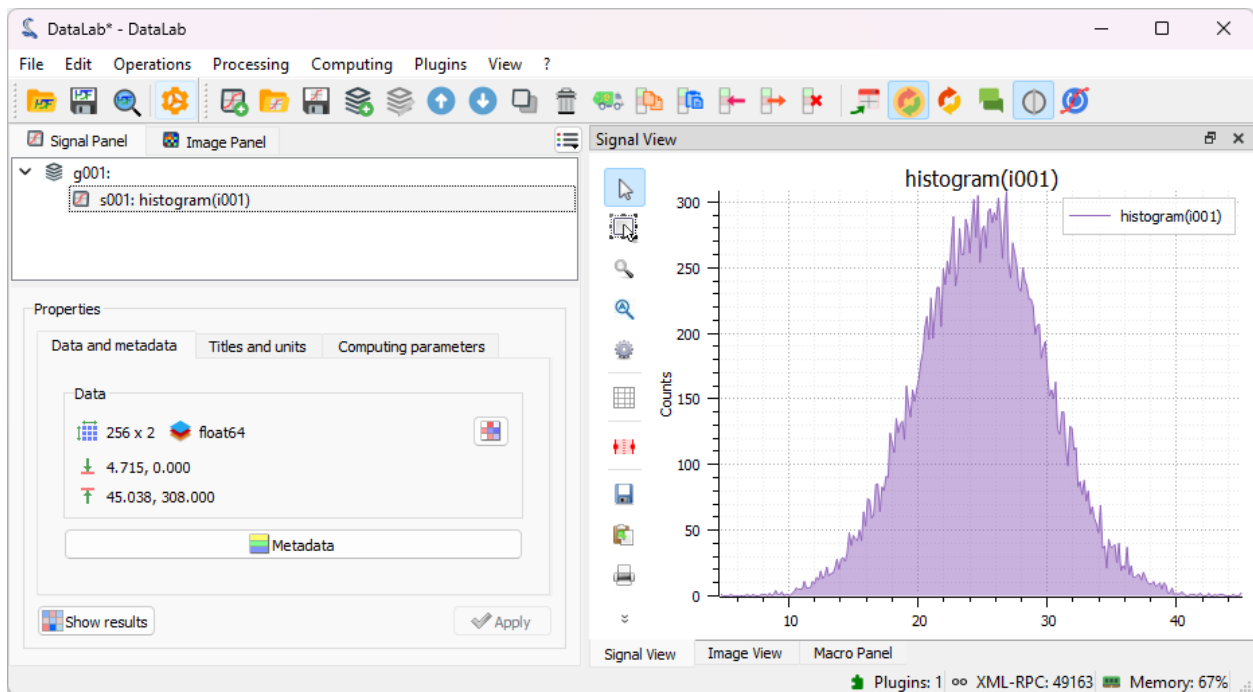 DataLab* - DataLab
File Edit Operations Processing Computing Plugins View ?
Signal Panel Image Panel
g001:
s001: histogram(i001)
Properties
Data and metadata Titles and units Computing parameters
Data
256 x 2 float64
4.715, 0.000
45.038, 308.000
Metadata
Show results Apply
Signal View
histogram(i001)
histogram(i001)
Counts
300
250
200
150
100
50
0
10 20 30 40
Signal View Image View Macro Panel
Plugins: 1 XML-RPC: 49163 Memory: 67%